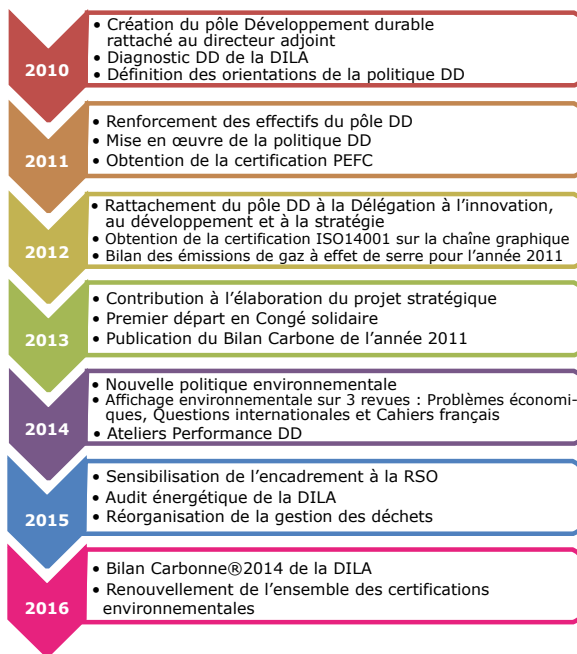 2010
• Création du pôle Développement durable
rattaché au directeur adjoint
• Diagnostic DD de la DILA
• Définition des orientations de la politique DD
2011
• Renforcement des effectifs du pôle DD
• Mise en œuvre de la politique DD
• Obtention de la certification PEFC
2012
• Rattachement du pôle DD à la Délégation à l’innovation,
au développement et à la stratégie
• Obtention de la certification ISO14001 sur la chaîne graphique
• Bilan des émissions de gaz à effet de serre pour l’année 2011
2013
• Contribution à l’élaboration du projet stratégique
• Premier départ en Congé solidaire
• Publication du Bilan Carbone de l’année 2011
2014
• Nouvelle politique environnementale
• Affichage environnementale sur 3 revues : Problèmes économi-
ques, Questions internationales et Cahiers français
• Ateliers Performance DD
2015
• Sensibilisation de l’encadrement à la RSO
• Audit énergétique de la DILA
• Réorganisation de la gestion des déchets
2016
• Bilan Carbonne®2014 de la DILA
• Renouvellement de l’ensemble des certifications
environnementales